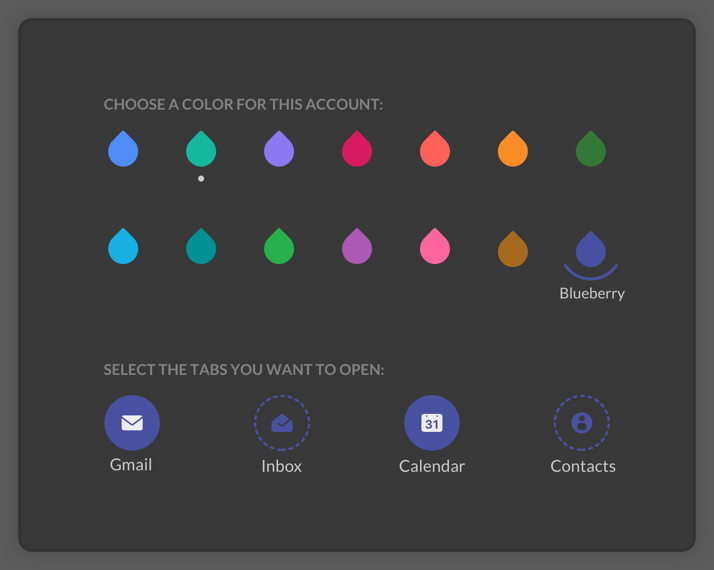 CHOOSE A COLOR FOR THIS ACCOUNT:
Blueberry
SELECT THE TABS YOU WANT TO OPEN:
31
Gmail
Inbox
Calendar
Contacts